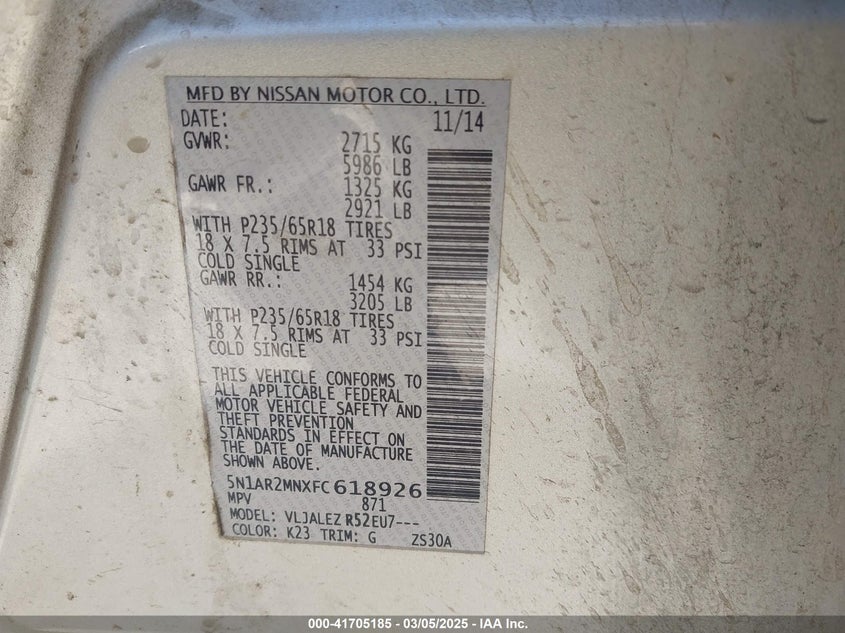 MFD BY NISSAN MOTOR CO., LTD.
DATE: 11/14
GVWR: 2715 KG
5986 LB
GAWR FR.: 1325 KG
2921 LB
WITH P235/65R18 TIRES
18 X 7.5 RIMS AT 33 PSI
COLD SINGLE
GAWR RR.: 1454 KG
3205 LB
WITH P235/65R18 TIRES
18 X 7.5 RIMS AT 33 PSI
COLD SINGLE
THIS VEHICLE CONFORMS TO
ALL APPLICABLE FEDERAL
MOTOR VEHICLE SAFETY AND
THEFT PREVENTION
STANDARDS IN EFFECT ON
THE DATE OF MANUFACTURE
SHOWN ABOVE.
5N1AR2MNXFC618926
MPV 871
MODEL: VLJALEZ R52EU7---
COLOR: K23 TRIM: G ZS30A
000-41705185 - 03/05/2025 - IAA Inc.